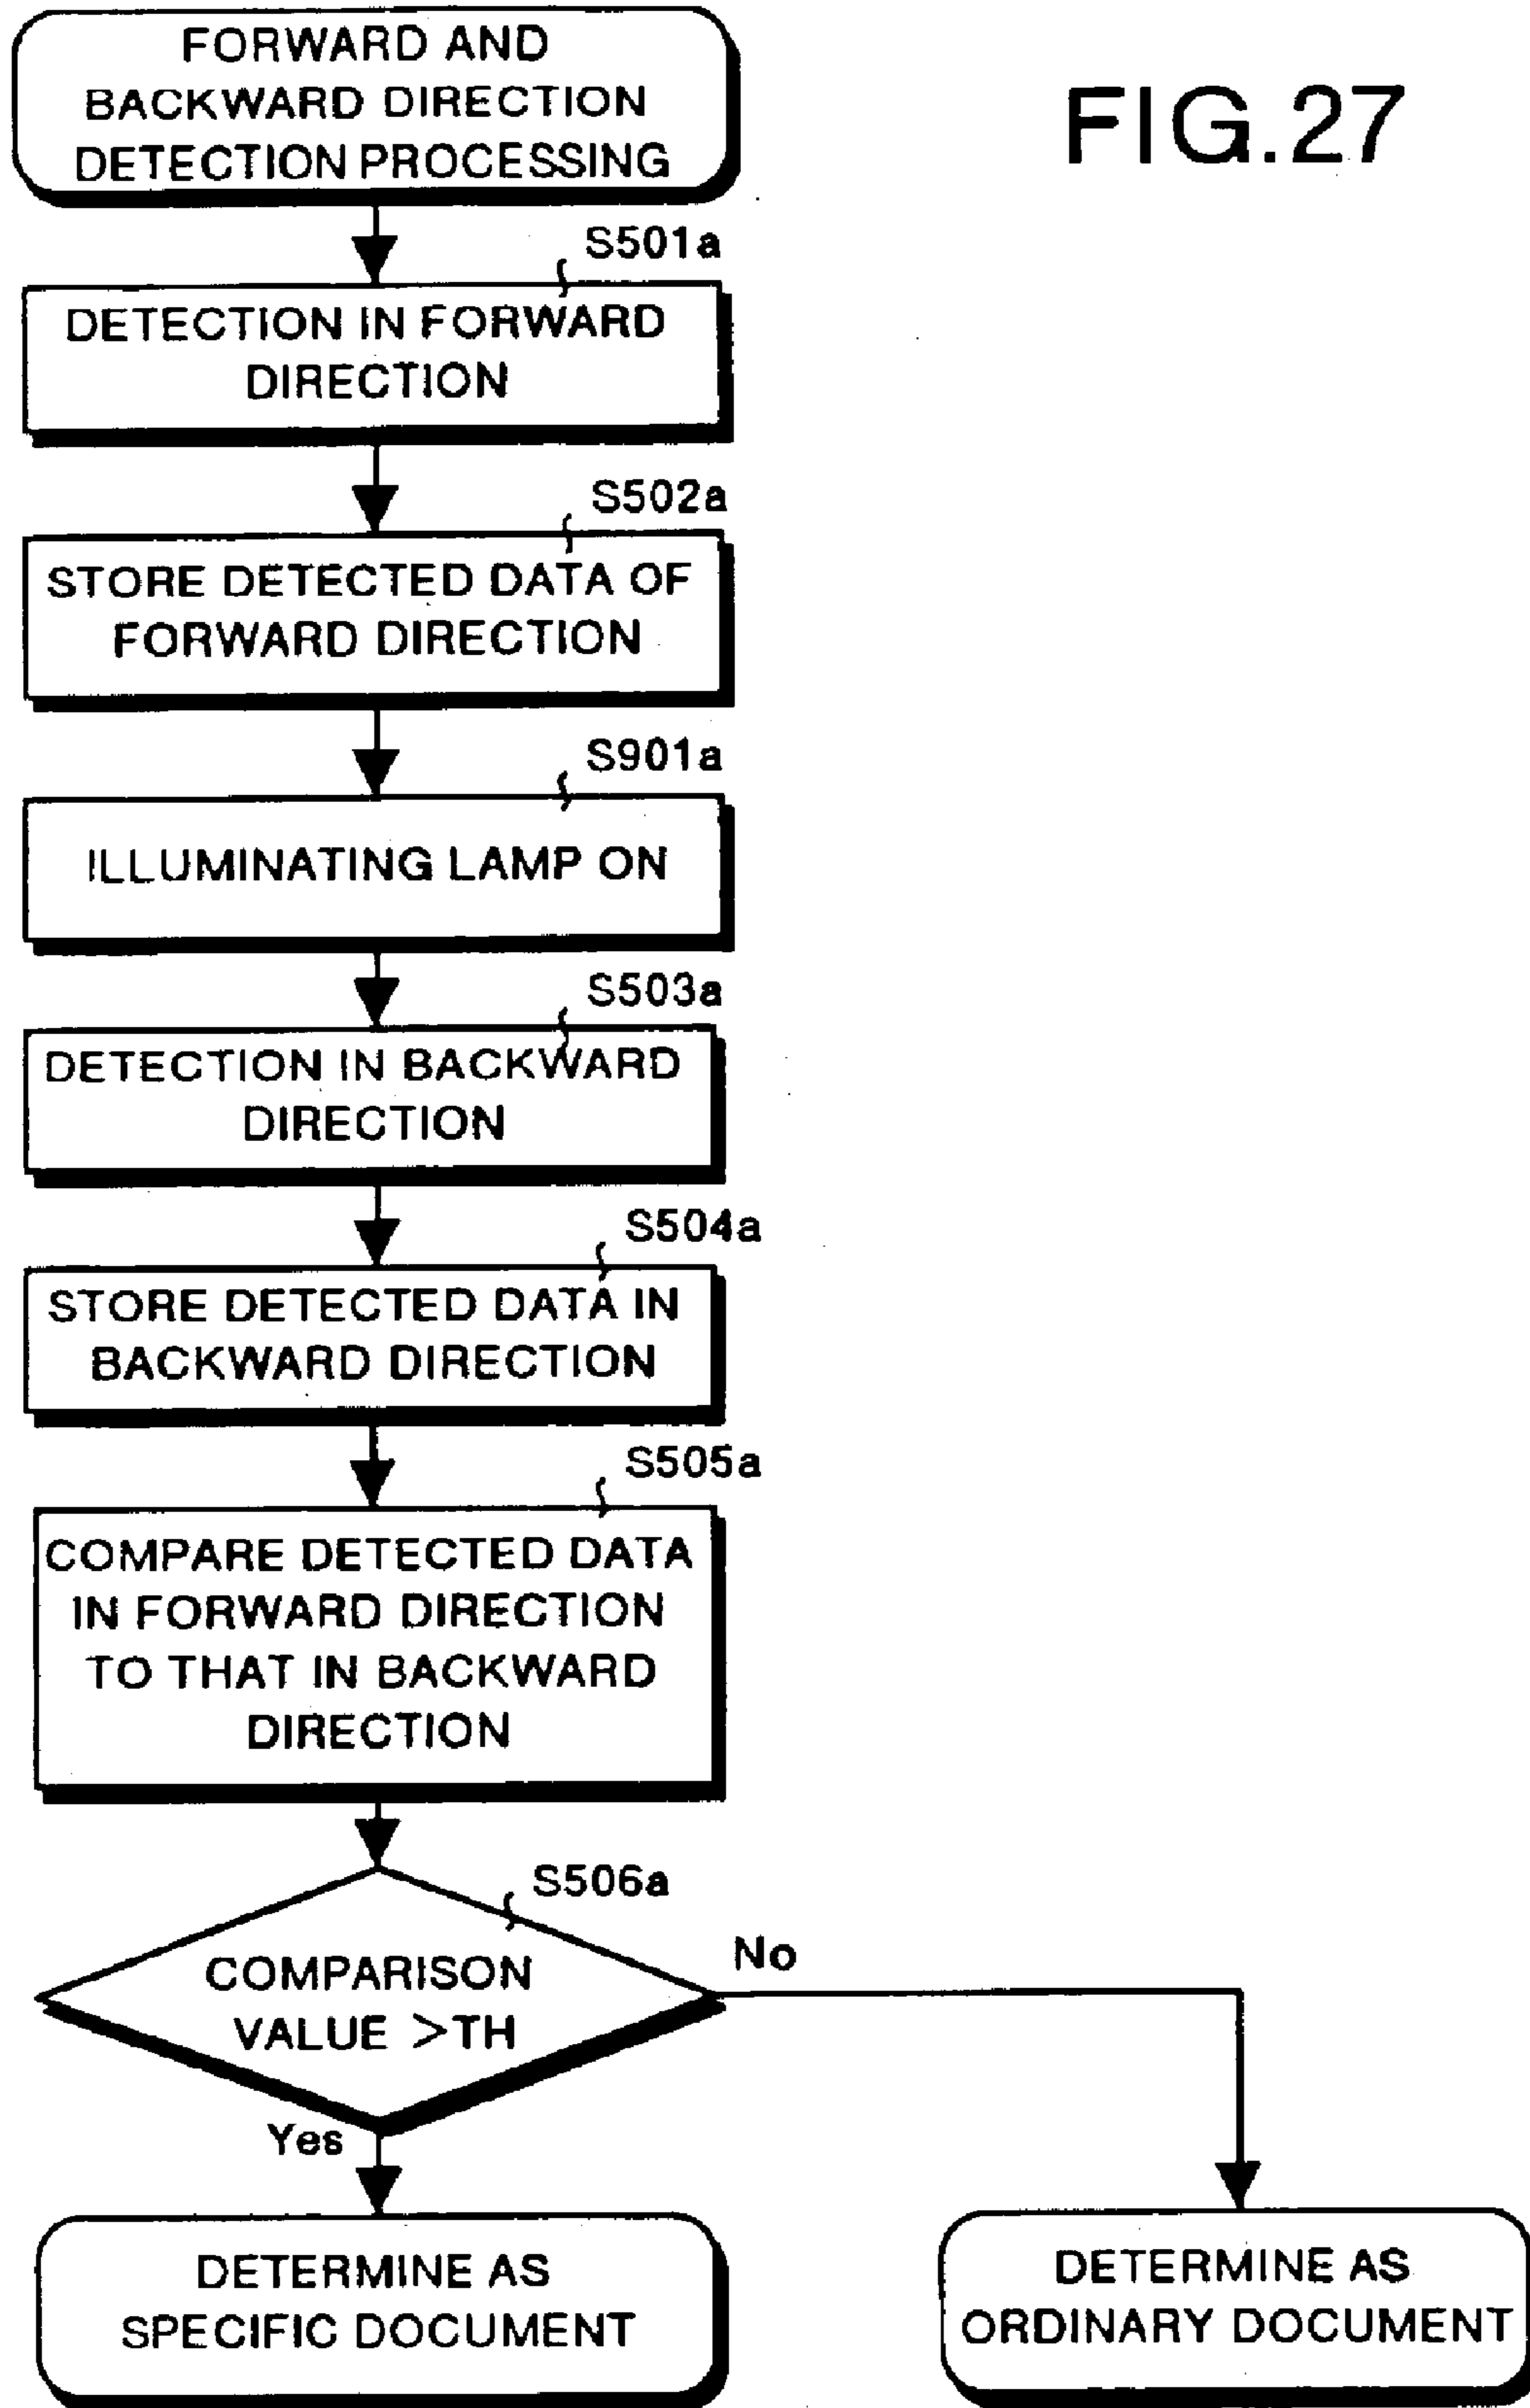 FIG.27
FORWARD AND
BACKWARD DIRECTION
DETECTION PROCESSING
S501a
DETECTION IN FORWARD
DIRECTION
S502a
STORE DETECTED DATA OF
FORWARD DIRECTION
S901a
ILLUMINATING LAMP ON
S503a
DETECTION IN BACKWARD
DIRECTION
S504a
STORE DETECTED DATA IN
BACKWARD DIRECTION
S505a
COMPARE DETECTED DATA
IN FORWARD DIRECTION
TO THAT IN BACKWARD
DIRECTION
S506a
COMPARISON
VALUE >TH
No
Yes
DETERMINE AS
SPECIFIC DOCUMENT
DETERMINE AS
ORDINARY DOCUMENT